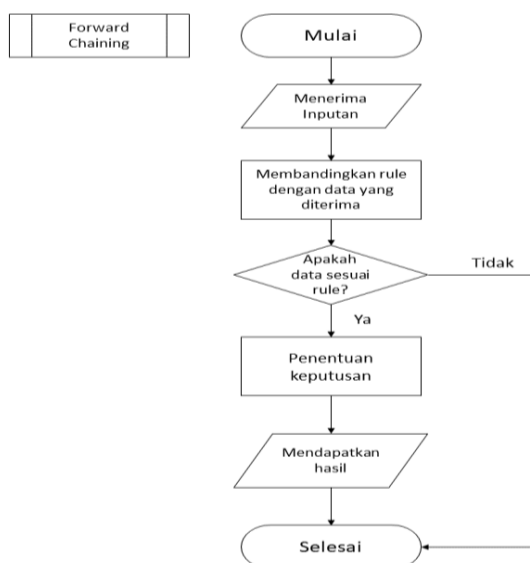 Forward
Chaining
Mulai
Menerima
Inputan
Membandingkan rule
dengan data yang
diterima
Apakah
data sesuai
rule?
Tidak
Ya
Penentuan
keputusan
Mendapatkan
hasil
Selesai